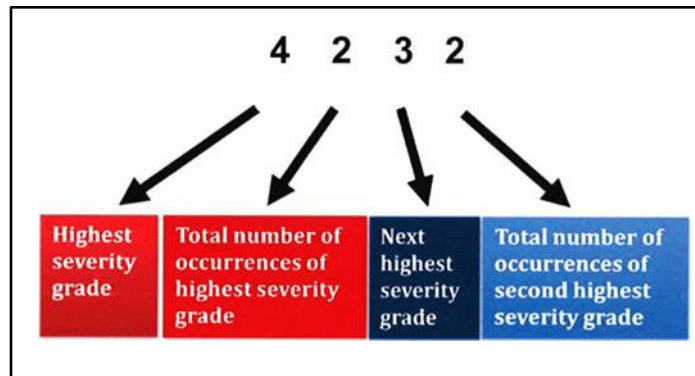 4 2 3 2
Highest
severity
grade
Total number of
occurrences of
highest severity
grade
Next
highest
severity
grade
Total number of
occurrences of
second highest
severity grade